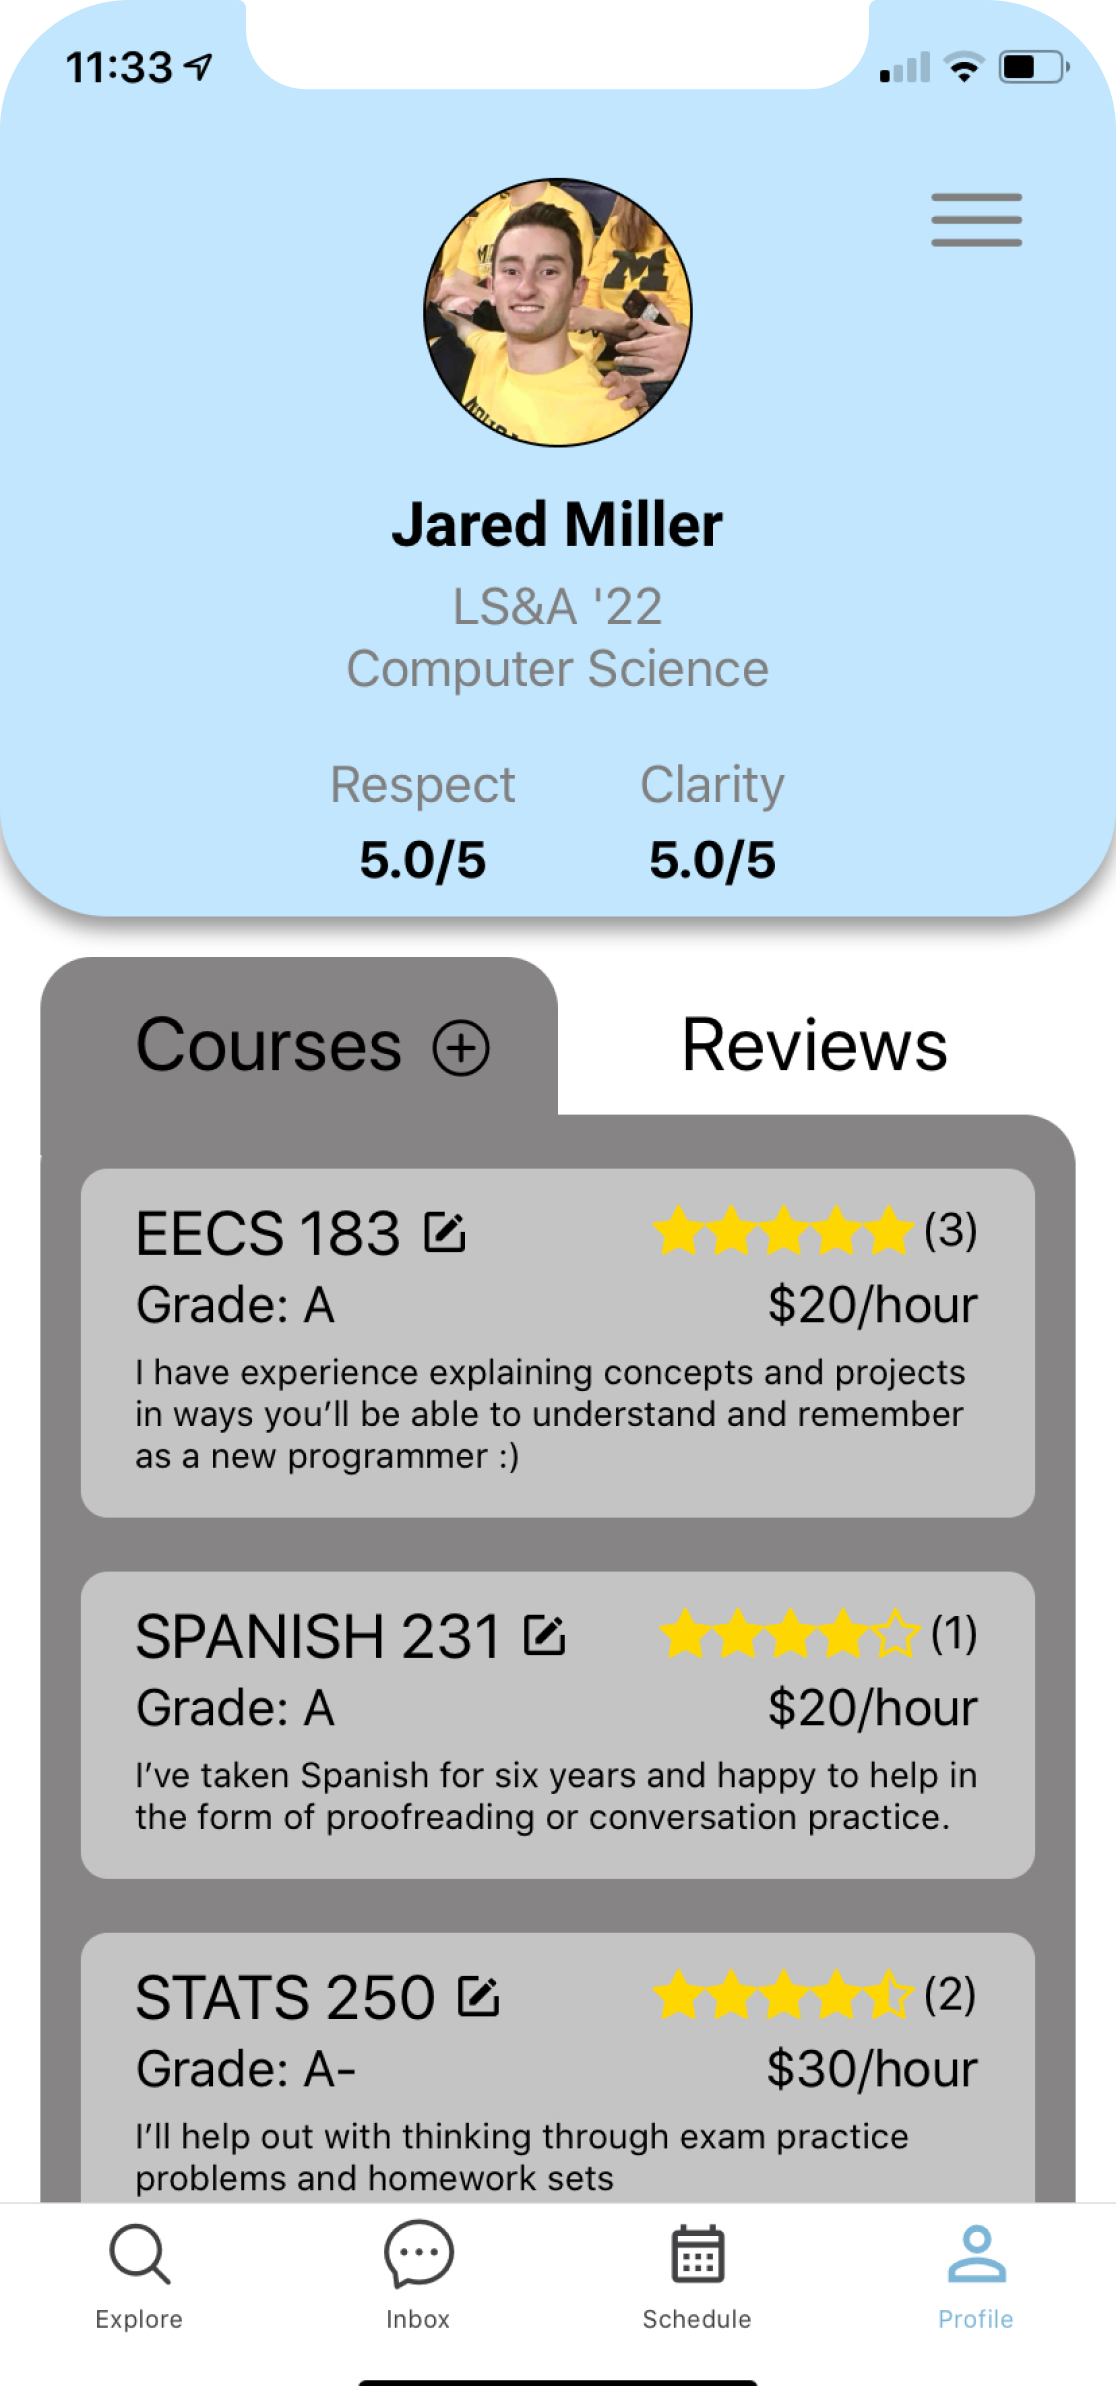 11:33
Jared Miller
LS&A '22
Computer Science
Respect Clarity
5.0/5 5.0/5
Courses Reviews
EECS 183 (3)
Grade: A $20/hour
I have experience explaining concepts and projects
in ways you’ll be able to understand and remember
as a new programmer :)
SPANISH 231 (1)
Grade: A $20/hour
I’ve taken Spanish for six years and happy to help in
the form of proofreading or conversation practice.
STATS 250 (2)
Grade: A- $30/hour
I’ll help out with thinking through exam practice
problems and homework sets
Explore Inbox Schedule Profile